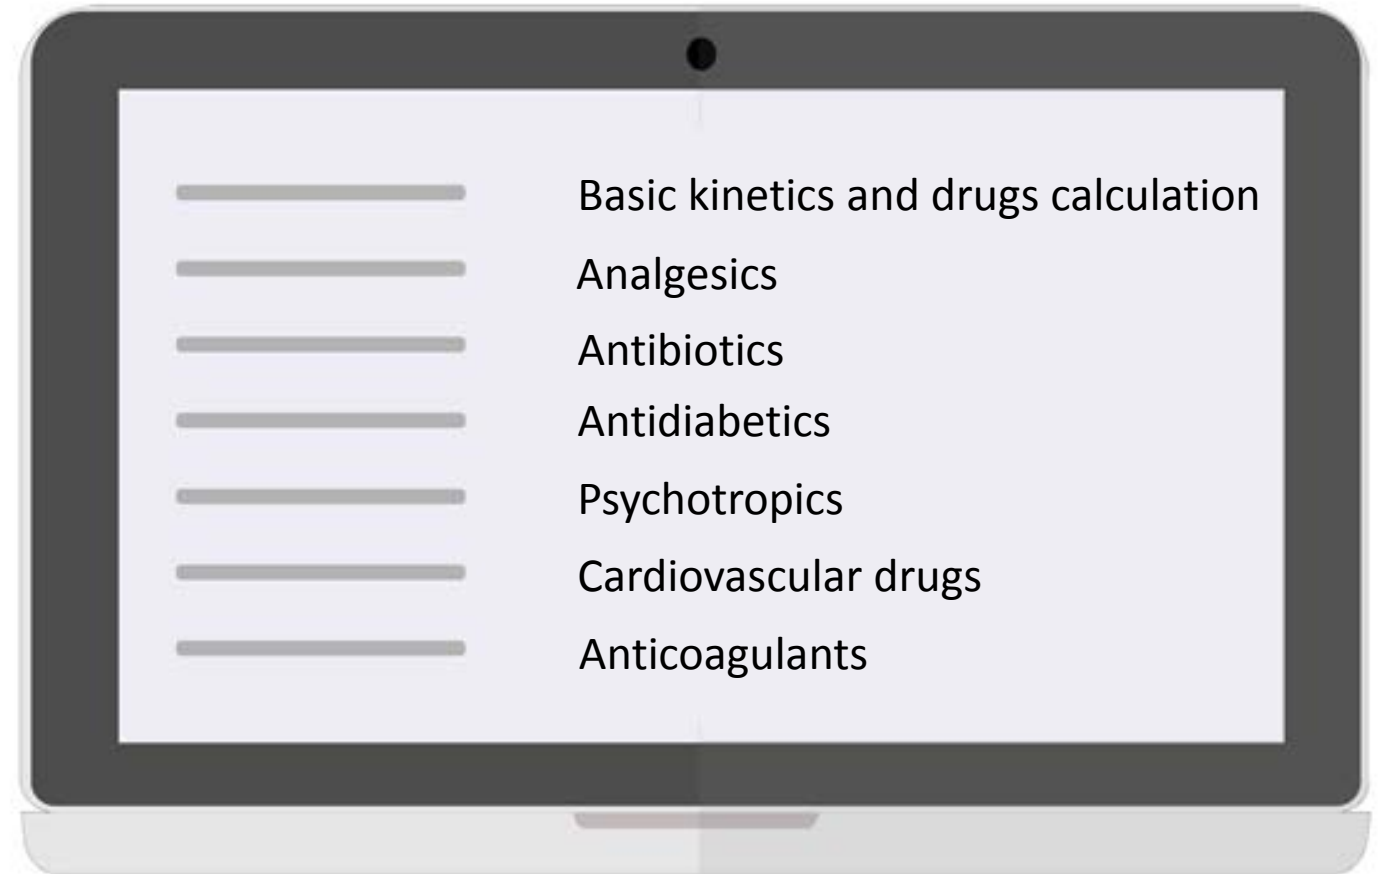 Basic kinetics and drugs calculation
Analgesics
Antibiotics
Antidiabetics
Psychotropics
Cardiovascular drugs
Anticoagulants